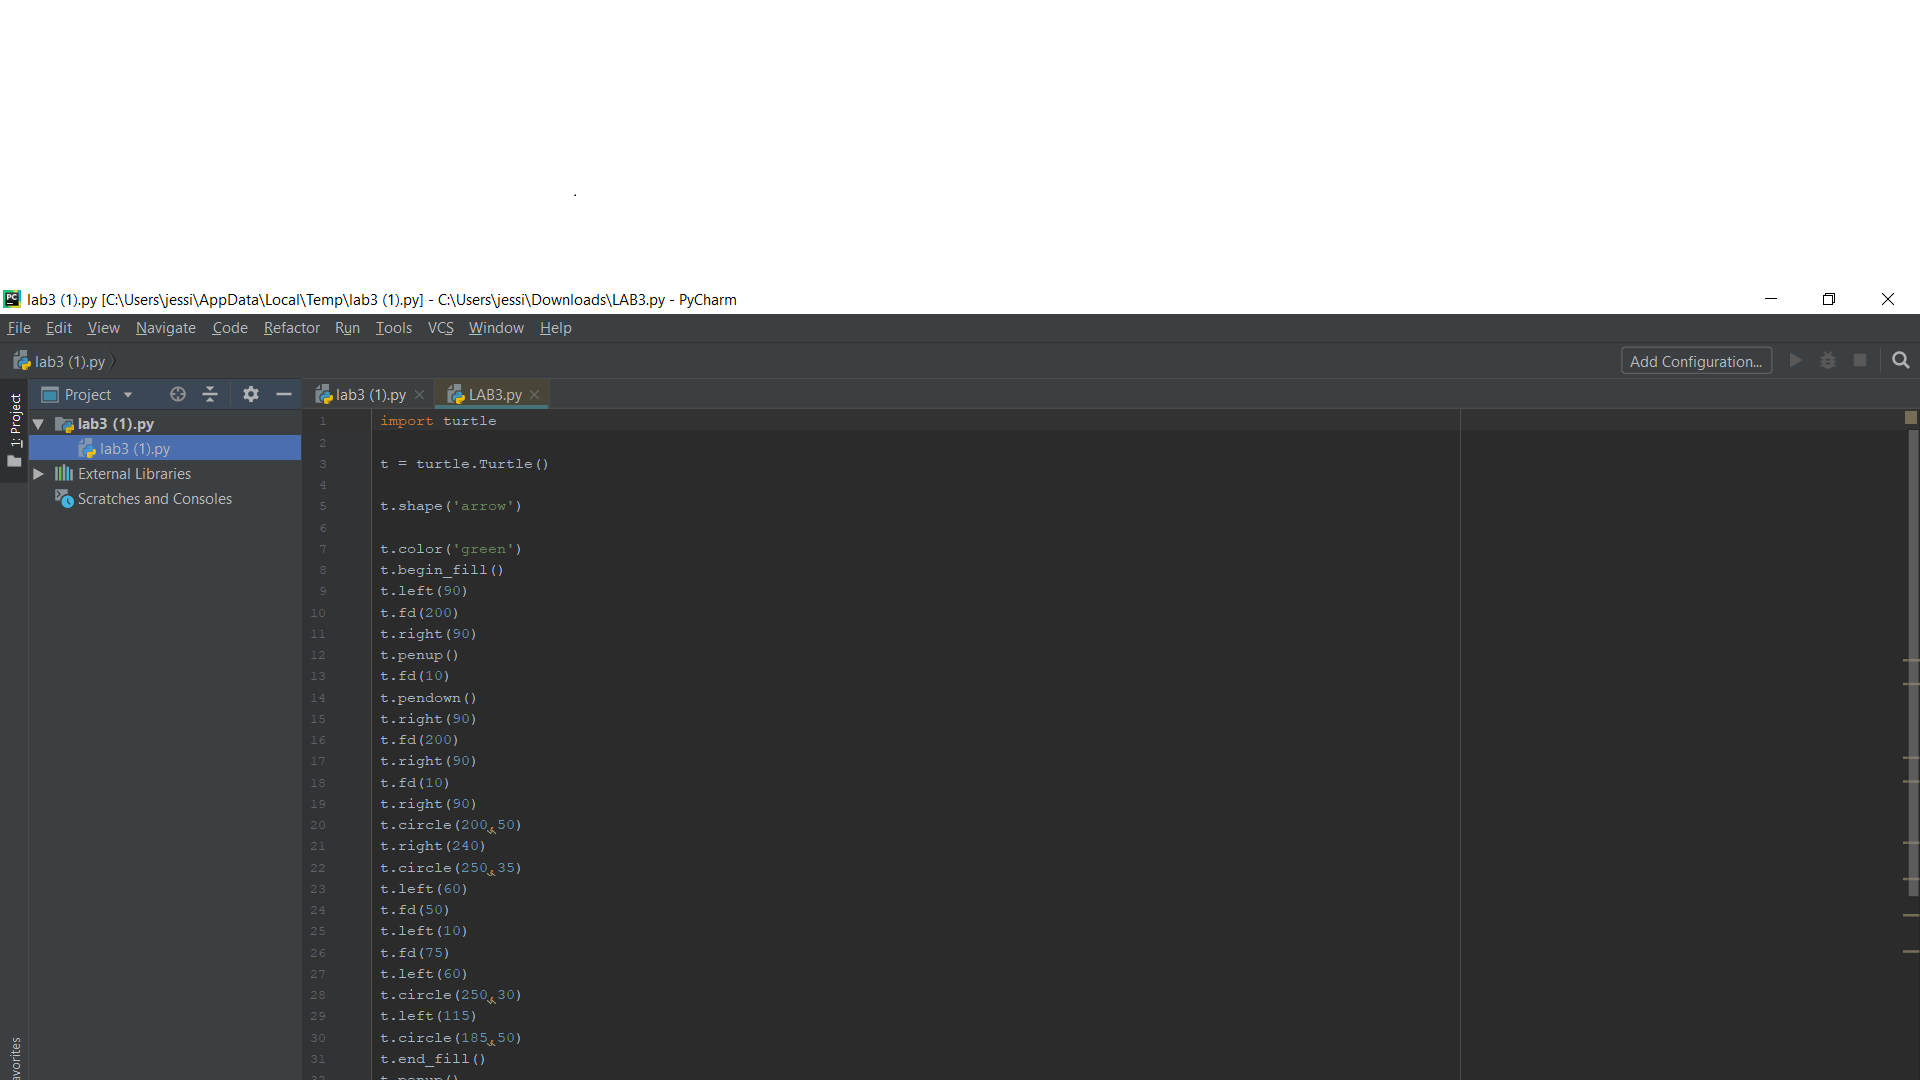 lab3 (1).py [C:\Users\jessi\AppData\Local\Temp\lab3 (1).py] - C:\Users\jessi\Downloads\LAB3.py - PyCharm
File Edit View Navigate Code Refactor Run Tools VCS Window Help
lab3 (1).py
Add Configuration...
1: Project
Project
lab3 (1).py
LAB3.py
lab3 (1).py
lab3 (1).py
External Libraries
Scratches and Consoles
1 import turtle
2
3 t = turtle.Turtle()
4
5 t.shape('arrow')
6
7 t.color('green')
8 t.begin_fill()
9 t.left(90)
10 t.fd(200)
11 t.right(90)
12 t.penup()
13 t.fd(10)
14 t.pendown()
15 t.right(90)
16 t.fd(200)
17 t.right(90)
18 t.fd(10)
19 t.right(90)
20 t.circle(200,50)
21 t.right(240)
22 t.circle(250,35)
23 t.left(60)
24 t.fd(50)
25 t.left(10)
26 t.fd(75)
27 t.left(60)
28 t.circle(250,30)
29 t.left(115)
30 t.circle(185,50)
31 t.end_fill()
32 t.penup()
avorites